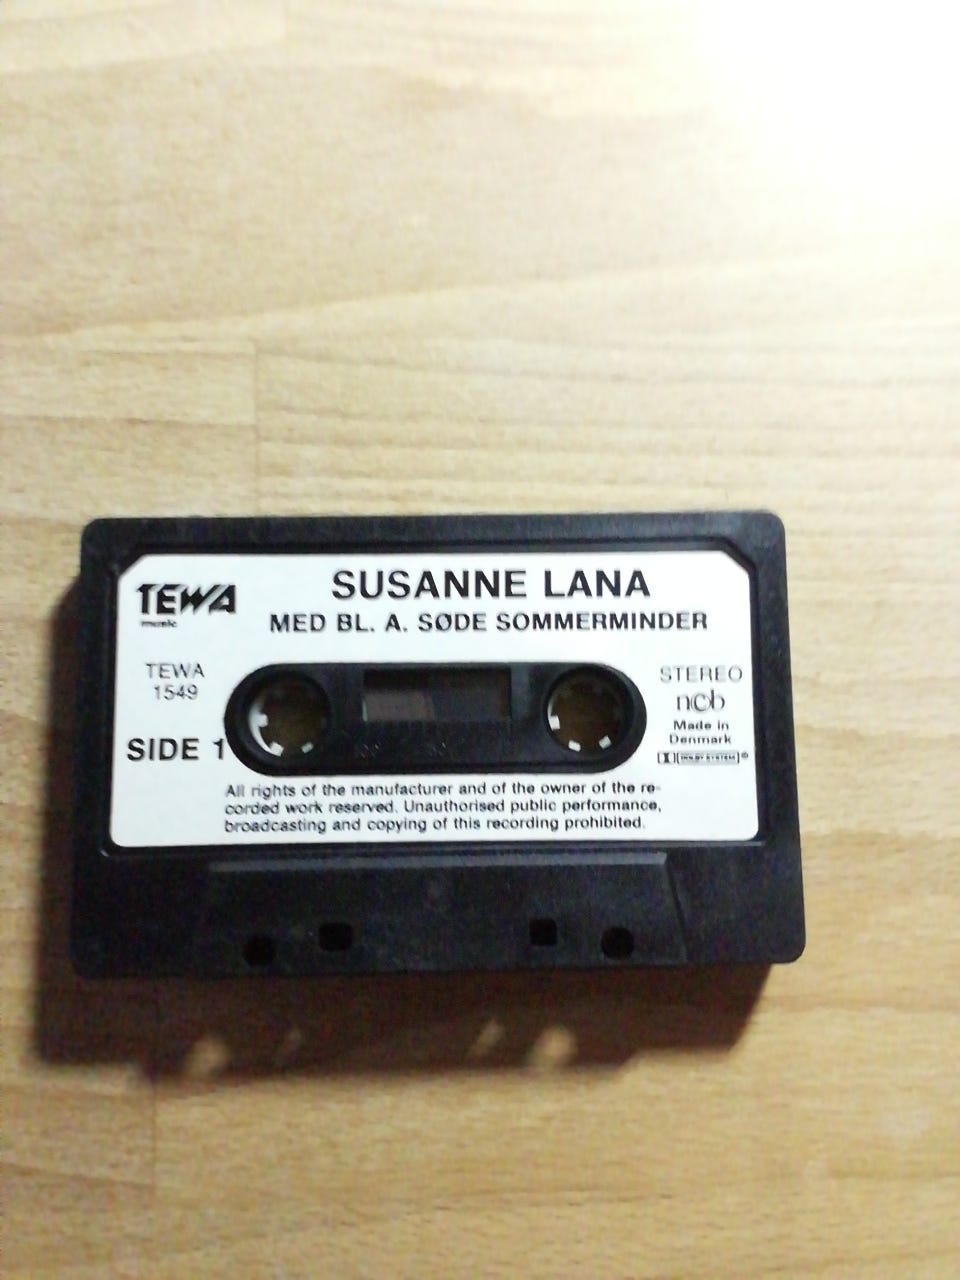 SUSANNE LANA
MED BL. A. SØDE SOMMERMINDER
TEWA
music
TEWA
1549
SIDE 1
STEREO
ncb
Made in
Denmark
DOLBY SYSTEM ®
All rights of the manufacturer and of the owner of the re-
corded work reserved. Unauthorised public performance,
broadcasting and copying of this recording prohibited.